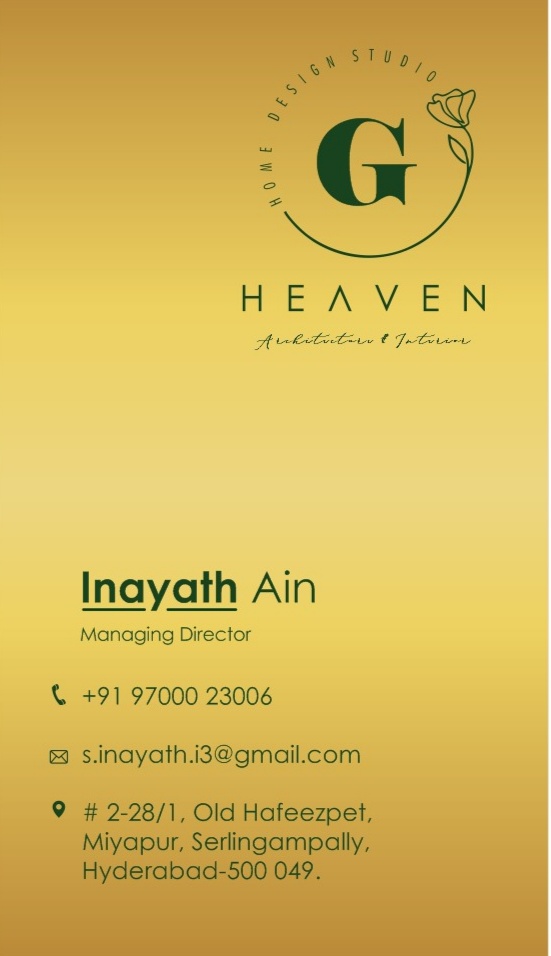 HOME DESIGN STUDIO
G
HEAVEN
Architecture & Interior
Inayath Ain
Managing Director
+91 97000 23006
s.inayath.i3@gmail.com
# 2-28/1, Old Hafeezpet,
Miyapur, Serlingampally,
Hyderabad-500 049.